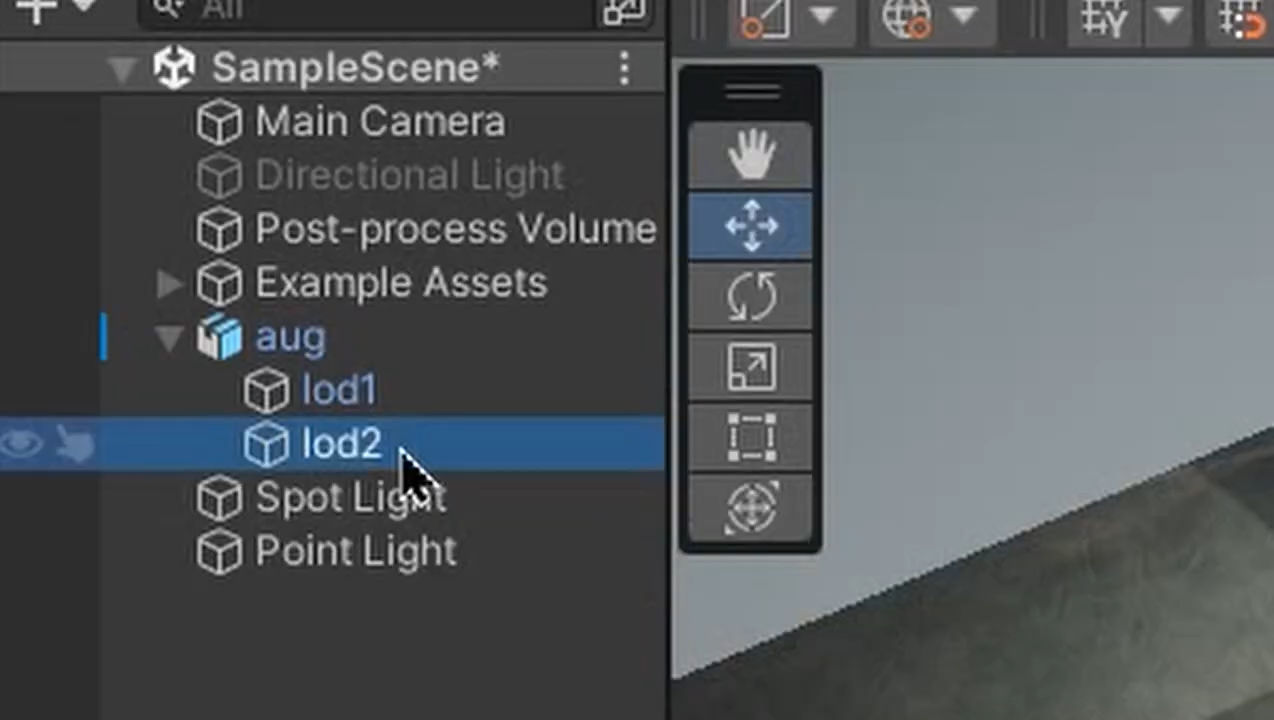 All
SampleScene*
Main Camera
Directional Light
Post-process Volume
Example Assets
aug
lod1
lod2
Spot Light
Point Light
Y